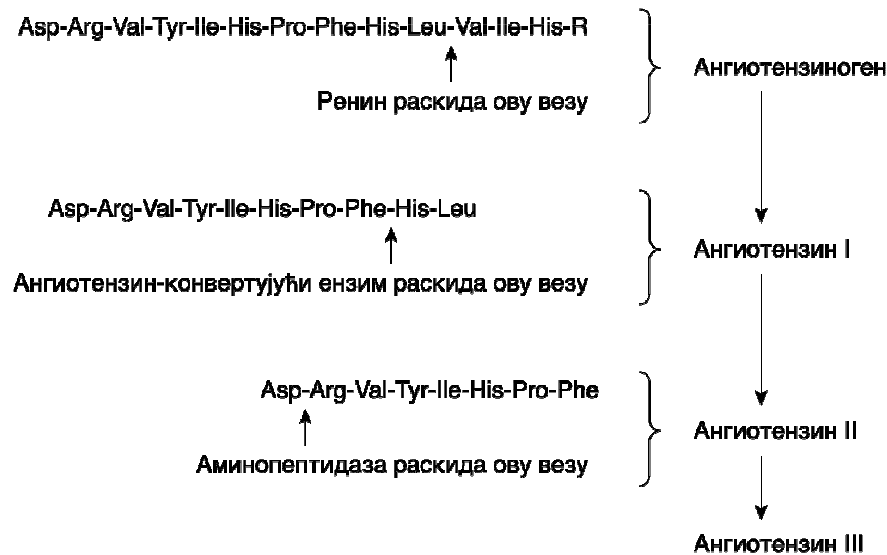 Asp-Arg-Val-Tyr-Ile-His-Pro-Phe-His-Leu-Val-Ile-His-R
Ангиотензиноген
Ренин раскида ову везу
Asp-Arg-Val-Tyr-Ile-His-Pro-Phe-His-Leu
Ангиотензин I
Ангиотензин-конвертујући ензим раскида ову везу
Asp-Arg-Val-Tyr-Ile-His-Pro-Phe
Ангиотензин II
Аминопептидаза раскида ову везу
Ангиотензин III